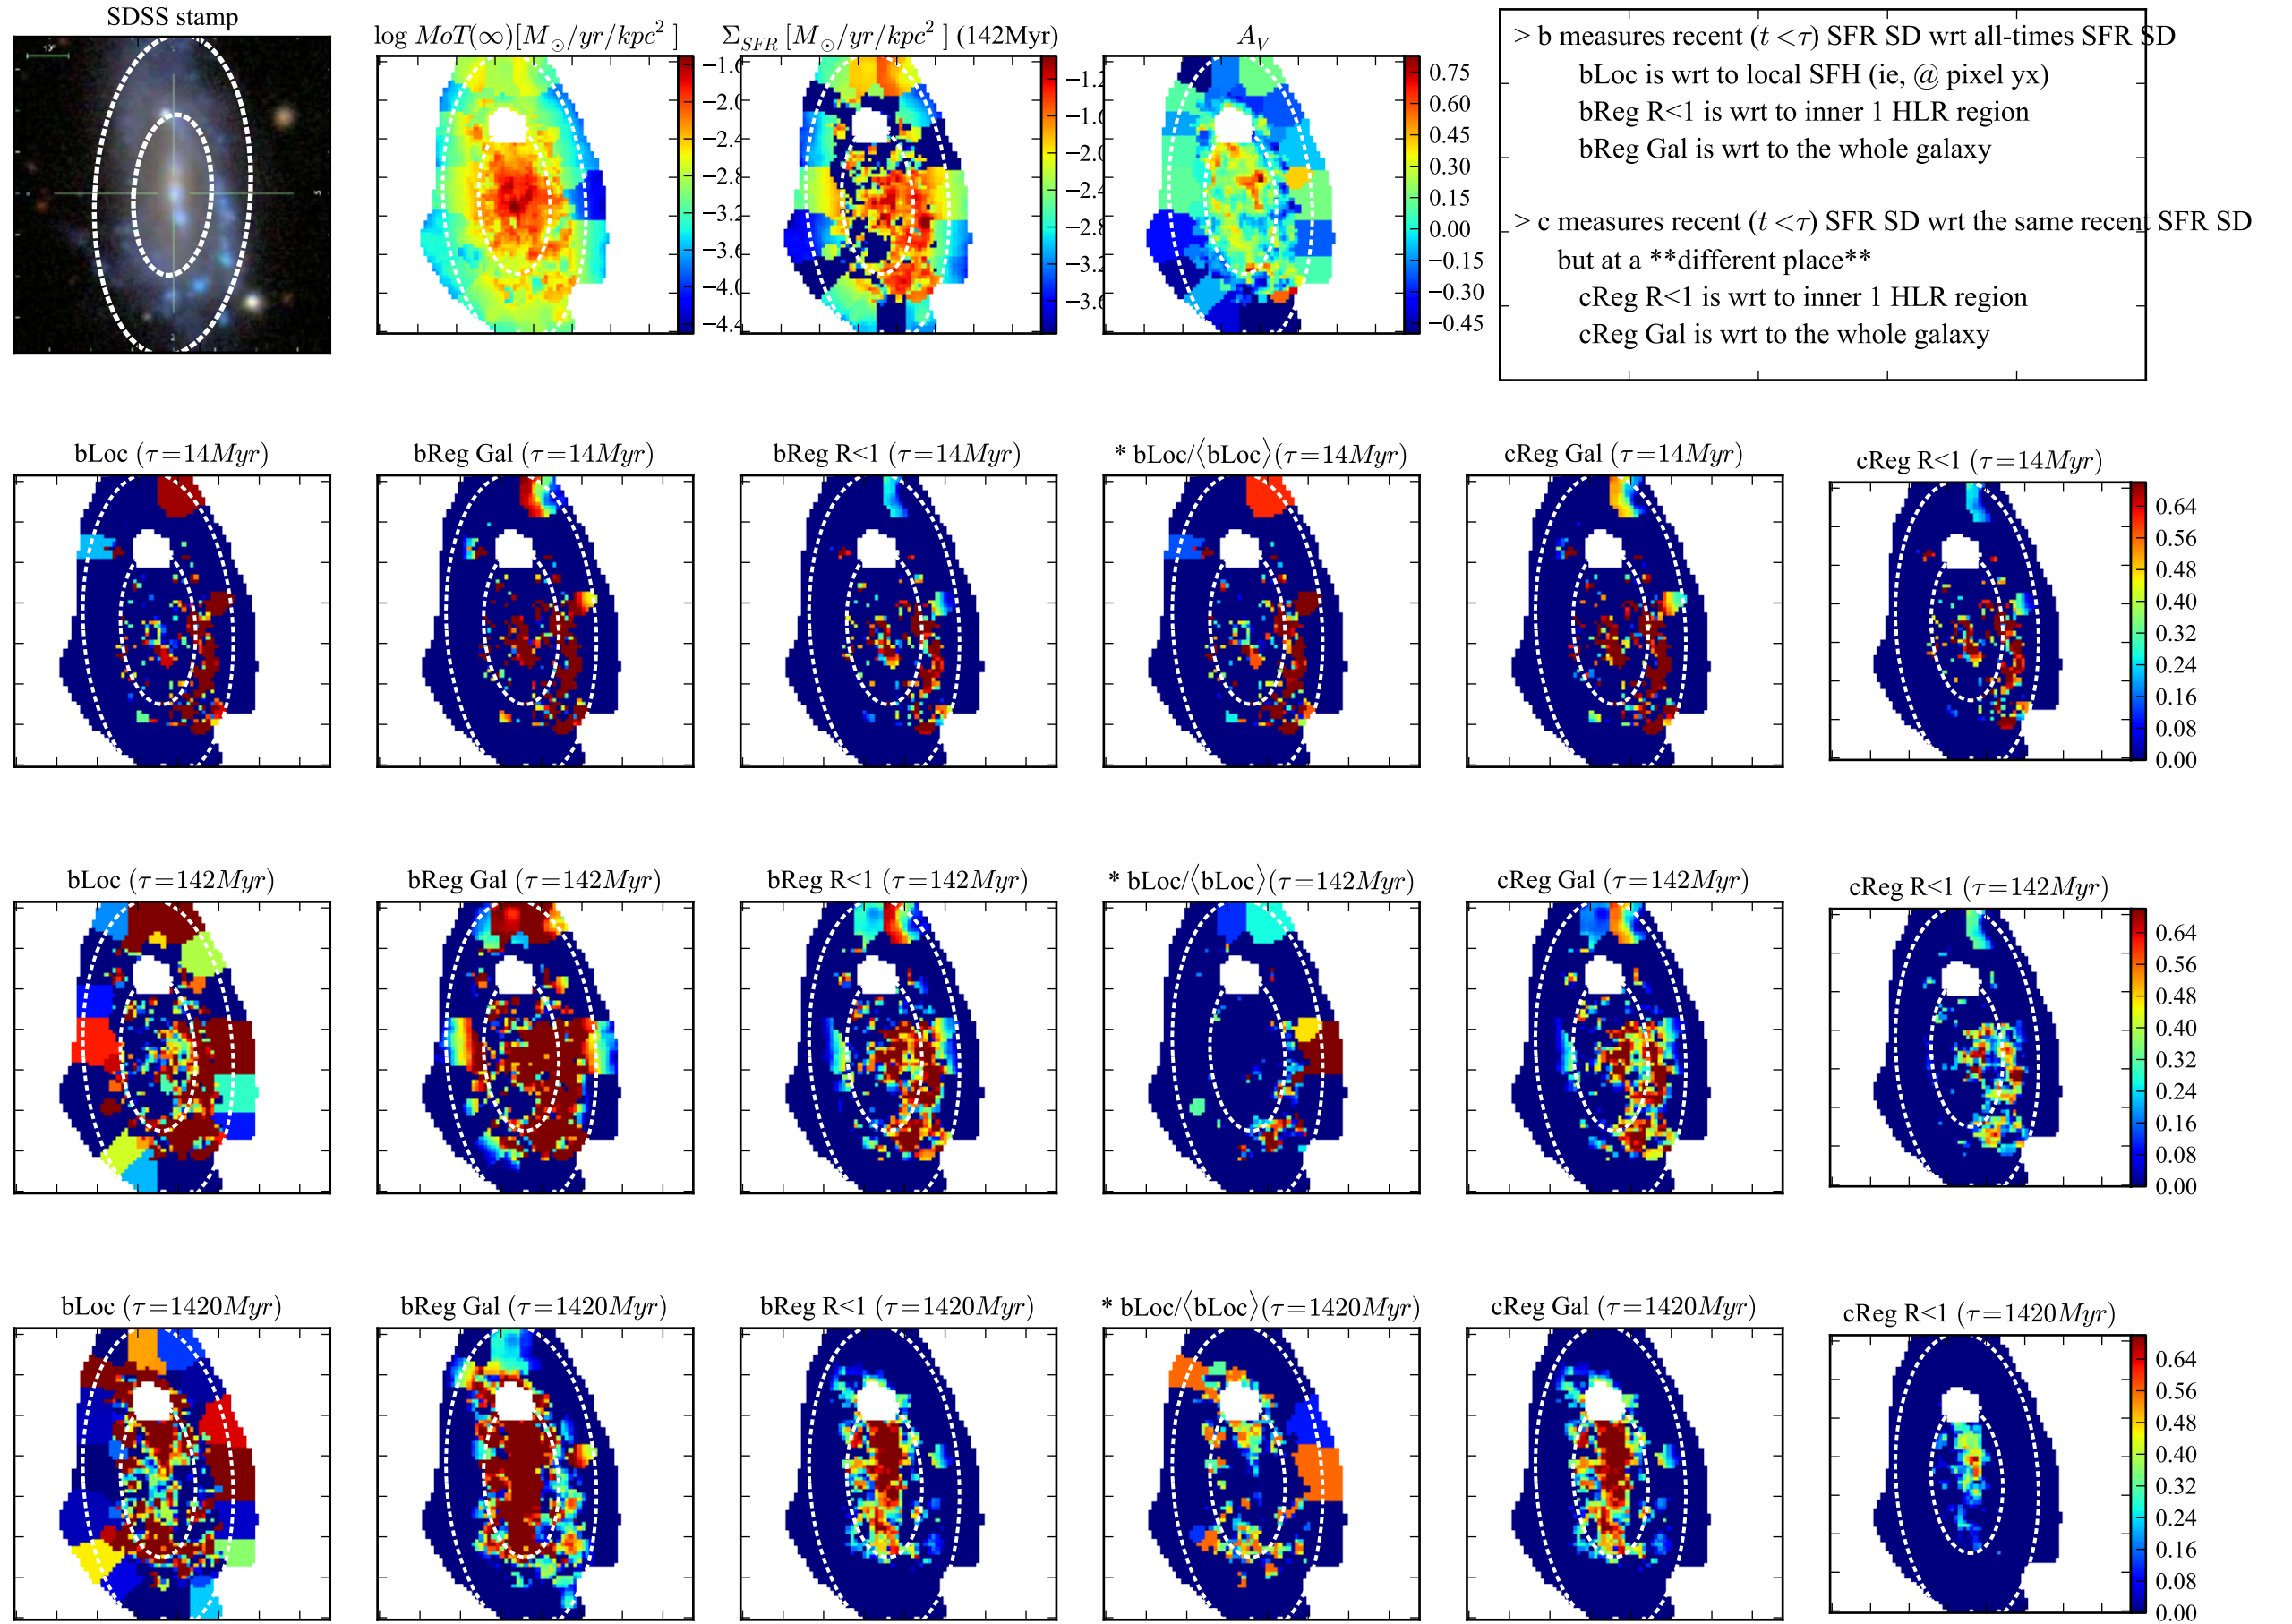 SDSS stamp
log MoT(∞)[M⊙/yr/kpc² ]
Σ_SFR [M⊙/yr/kpc² ] (142Myr)
A_V
−1.6
−2.0
−2.4
−2.8
−3.2
−3.6
−4.0
−4.4
−1.2
−1.6
−2.0
−2.4
−2.8
−3.2
−3.6
0.75
0.60
0.45
0.30
0.15
0.00
−0.15
−0.30
−0.45
> b measures recent (t <τ) SFR SD wrt all-times SFR SD
bLoc is wrt to local SFH (ie, @ pixel yx)
bReg R<1 is wrt to inner 1 HLR region
bReg Gal is wrt to the whole galaxy
> c measures recent (t <τ) SFR SD wrt the same recent SFR SD
but at a **different place**
cReg R<1 is wrt to inner 1 HLR region
cReg Gal is wrt to the whole galaxy
bLoc (τ=14Myr)
bReg Gal (τ=14Myr)
bReg R<1 (τ=14Myr)
* bLoc/⟨bLoc⟩(τ=14Myr)
cReg Gal (τ=14Myr)
cReg R<1 (τ=14Myr)
0.64
0.56
0.48
0.40
0.32
0.24
0.16
0.08
0.00
bLoc (τ=142Myr)
bReg Gal (τ=142Myr)
bReg R<1 (τ=142Myr)
* bLoc/⟨bLoc⟩(τ=142Myr)
cReg Gal (τ=142Myr)
cReg R<1 (τ=142Myr)
0.64
0.56
0.48
0.40
0.32
0.24
0.16
0.08
0.00
bLoc (τ=1420Myr)
bReg Gal (τ=1420Myr)
bReg R<1 (τ=1420Myr)
* bLoc/⟨bLoc⟩(τ=1420Myr)
cReg Gal (τ=1420Myr)
cReg R<1 (τ=1420Myr)
0.64
0.56
0.48
0.40
0.32
0.24
0.16
0.08
0.00